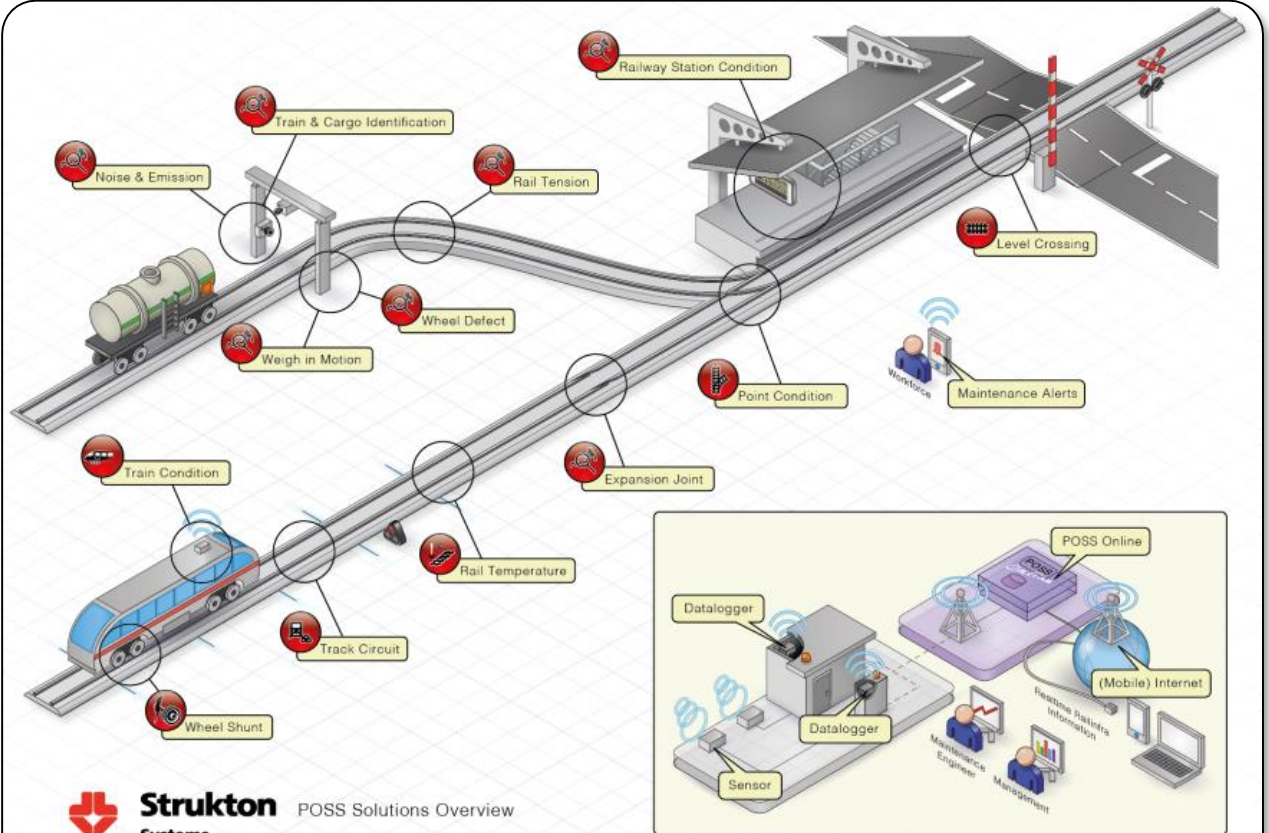 Railway Station Condition
Train & Cargo Identification
Noise & Emission
Rail Tension
Level Crossing
Wheel Defect
Weigh in Motion
Point Condition
Workforce
Maintenance Alerts
Train Condition
Expansion Joint
Rail Temperature
Track Circuit
Wheel Shunt
POSS Online
POSS
Datalogger
(Mobile) Internet
Realtime Railinfra
Information
Datalogger
Maintenance
Engineer
Management
Sensor
Strukton POSS Solutions Overview
Systems